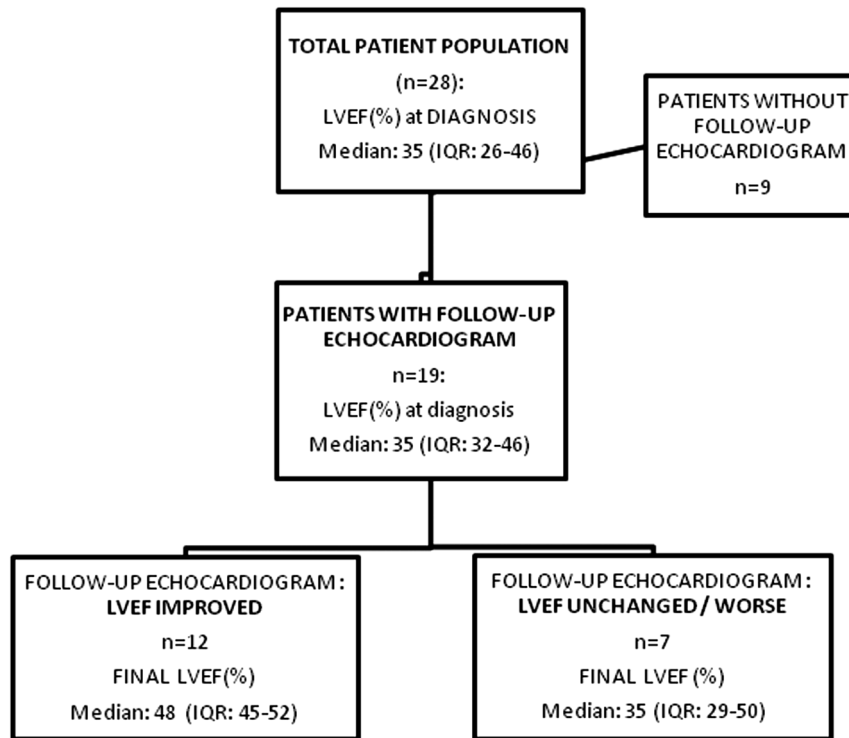 TOTAL PATIENT POPULATION
(n=28):
LVEF(%) at DIAGNOSIS
Median: 35 (IQR: 26-46)
PATIENTS WITHOUT
FOLLOW-UP
ECHOCARDIOGRAM
n=9
PATIENTS WITH FOLLOW-UP
ECHOCARDIOGRAM
n=19:
LVEF(%) at diagnosis
Median: 35 (IQR: 32-46)
FOLLOW-UP ECHOCARDIOGRAM :
LVEF IMPROVED
n=12
FINAL LVEF(%)
Median: 48 (IQR: 45-52)
FOLLOW-UP ECHOCARDIOGRAM :
LVEF UNCHANGED / WORSE
n=7
FINAL LVEF (%)
Median: 35 (IQR: 29-50)